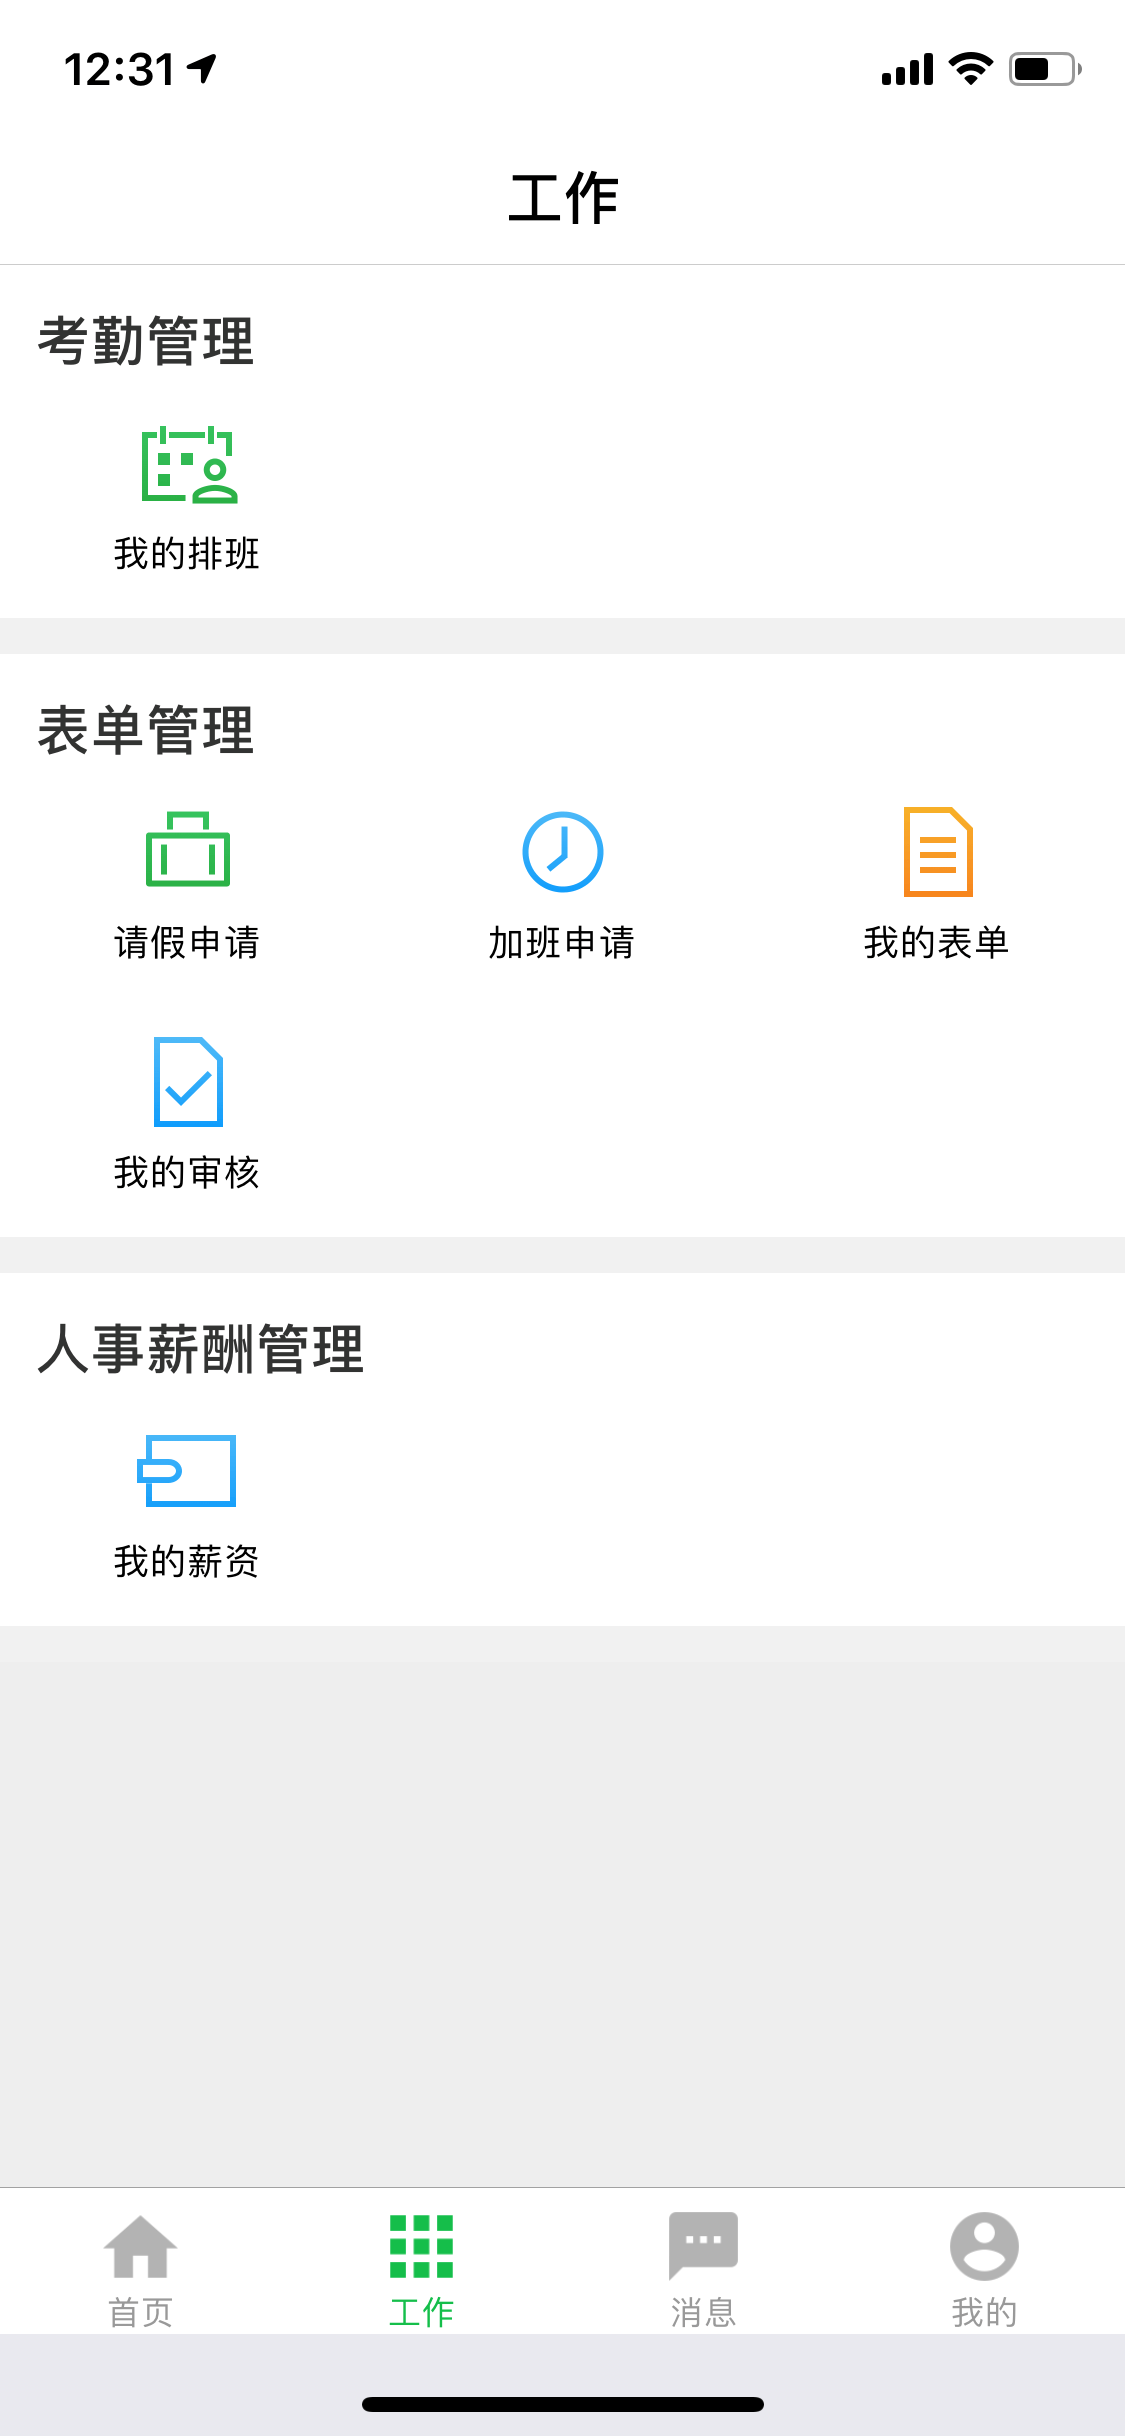 12:31
工作
考勤管理
我的排班
表单管理
请假申请
加班申请
我的表单
我的审核
人事薪酬管理
我的薪资
首页
工作
消息
我的